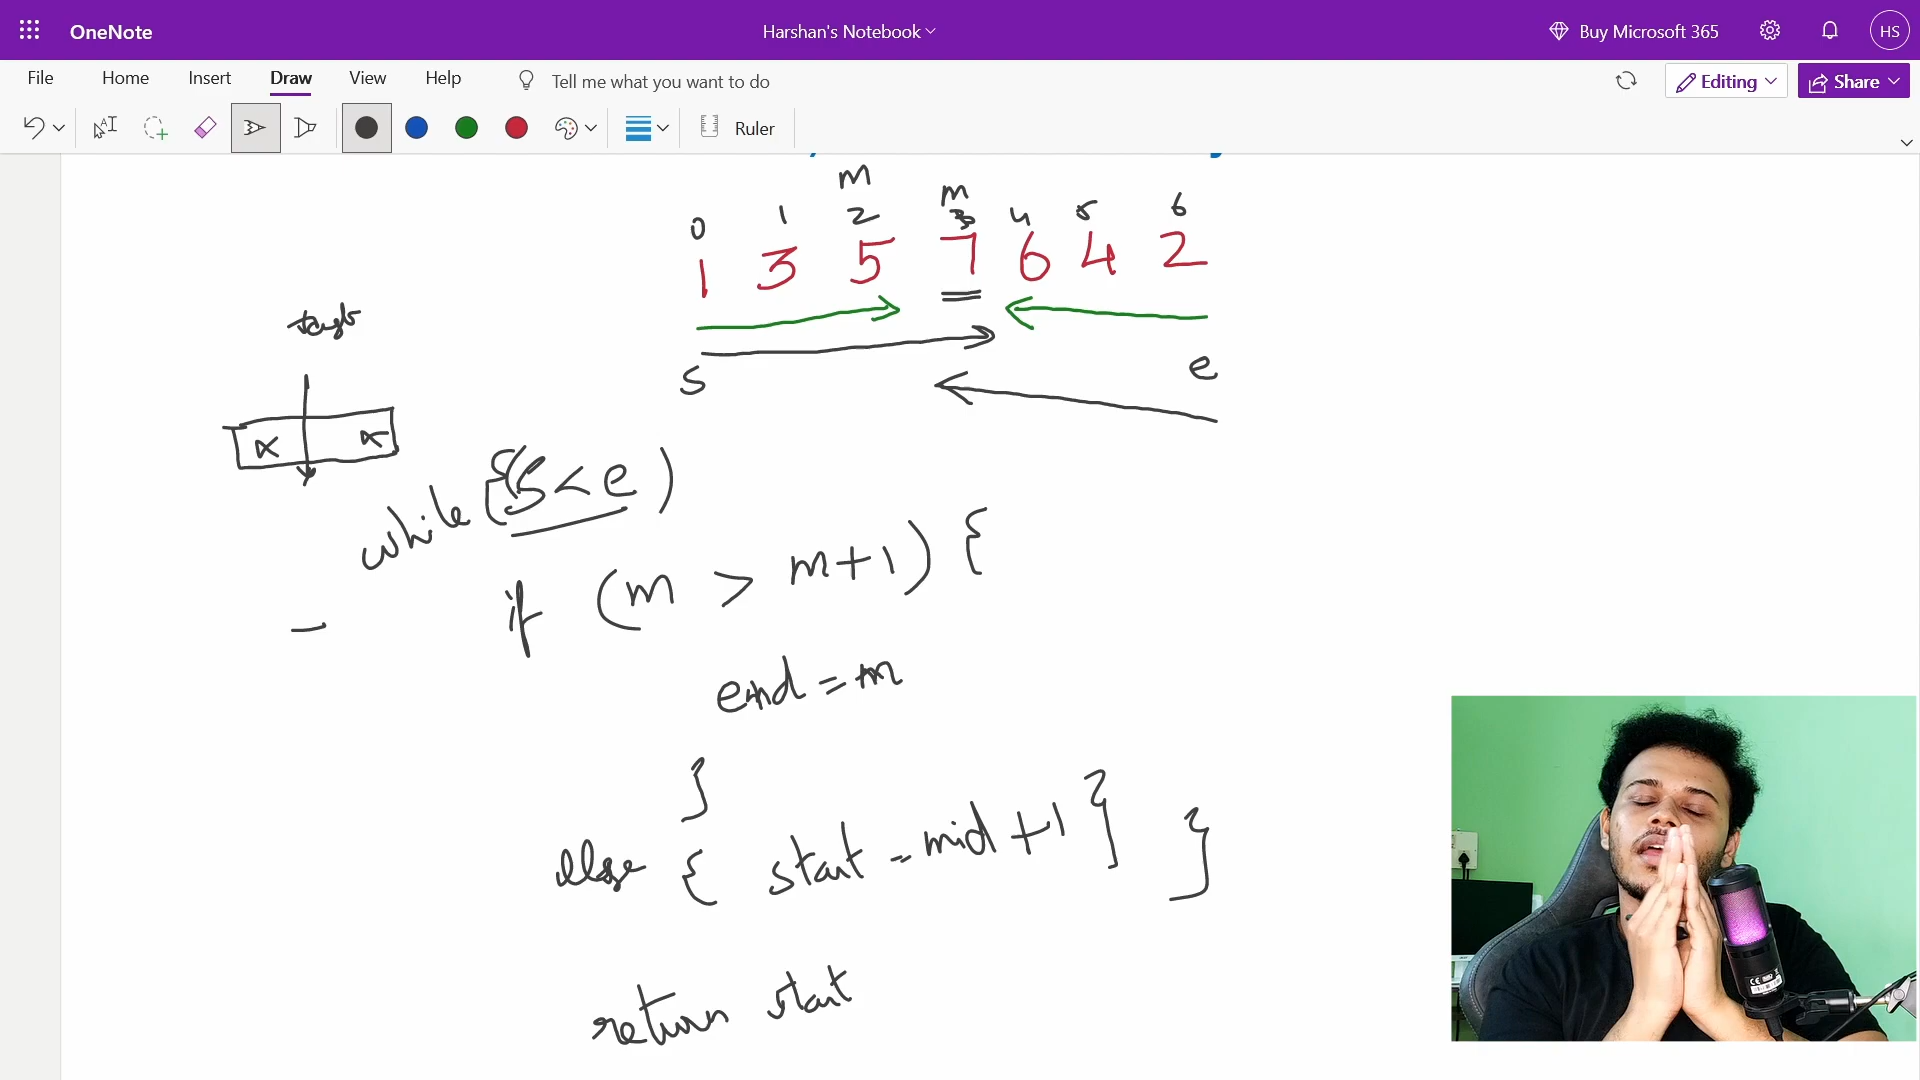 OneNote
Harshan's Notebook
Buy Microsoft 365
HS
File Home Insert Draw View Help Tell me what you want to do
Editing
Share
Ruler
m m
0 1 2 3 4 5 6
1 3 5 7 6 4 2
s e
while (s<e)
{
if (m > m+1) {
end = m
}
else { start = mid +1 } }
return start